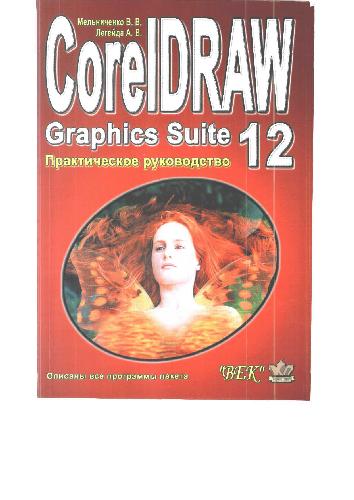 Мельниченко В. В.
Легейда А. В.
CorelDRAW
Graphics Suite 12
Практическое руководство
Описаны все программы пакета
"ВЕК"